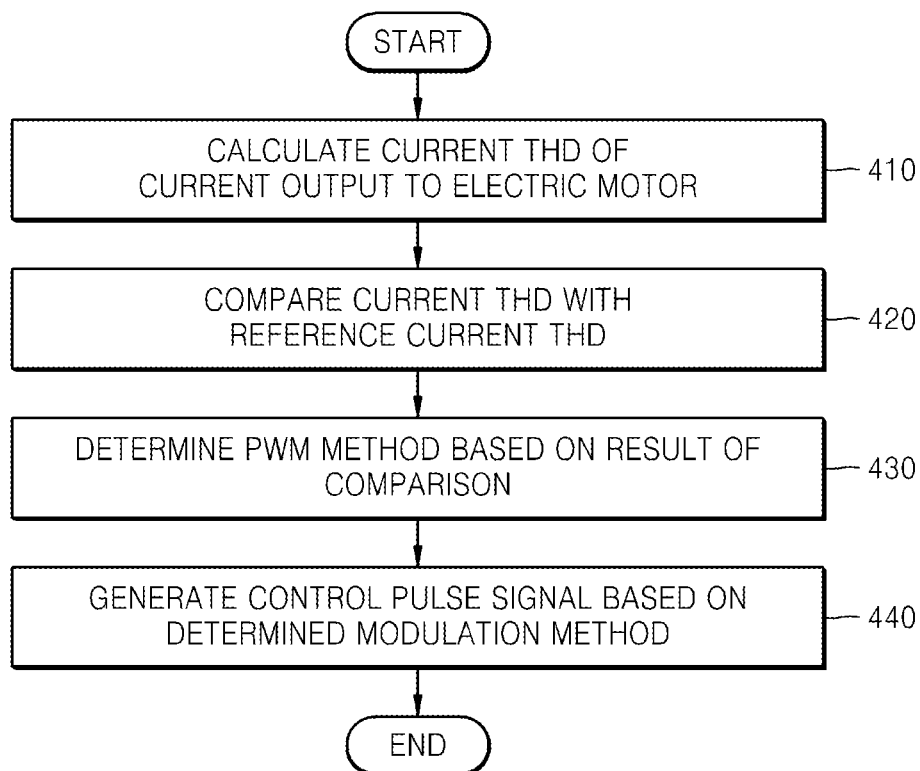 START
CALCULATE CURRENT THD OF
CURRENT OUTPUT TO ELECTRIC MOTOR
410
COMPARE CURRENT THD WITH
REFERENCE CURRENT THD
420
DETERMINE PWM METHOD BASED ON RESULT OF
COMPARISON
430
GENERATE CONTROL PULSE SIGNAL BASED ON
DETERMINED MODULATION METHOD
440
END